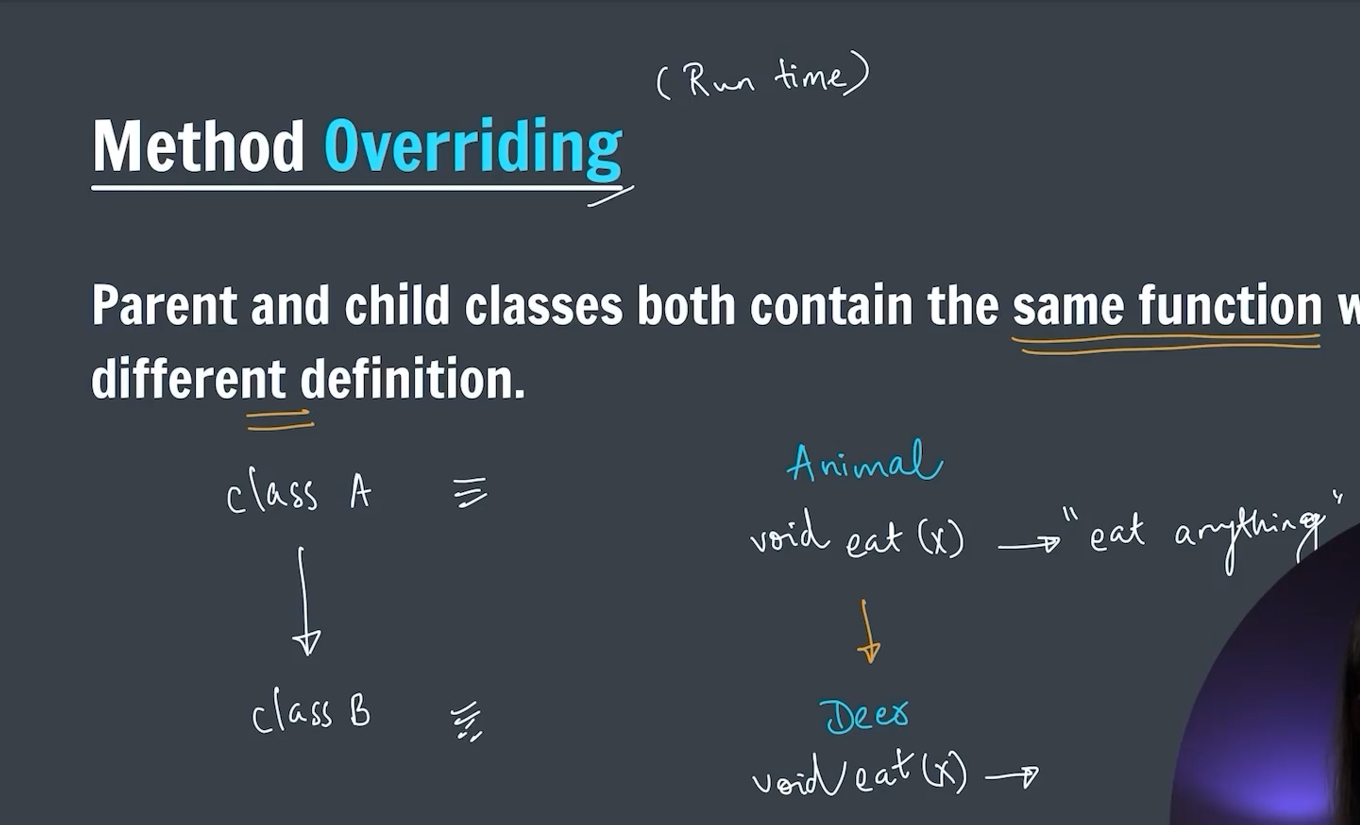 (Run time)
Method Overriding
Parent and child classes both contain the same function
different definition.
class A
class B
Animal
void eat (x) → "eat anything"
Deer
void eat (x) →